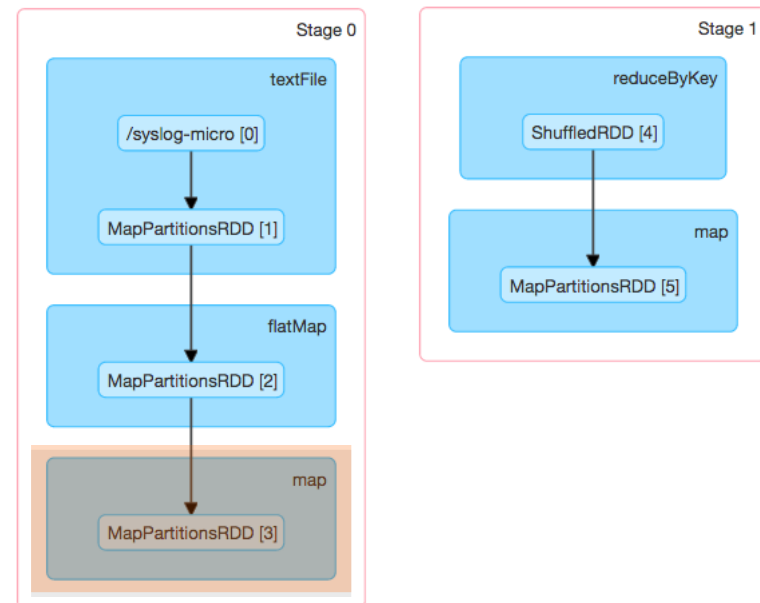 Stage 0
textFile
/syslog-micro [0]
MapPartitionsRDD [1]
flatMap
MapPartitionsRDD [2]
map
MapPartitionsRDD [3]
Stage 1
reduceByKey
ShuffledRDD [4]
map
MapPartitionsRDD [5]